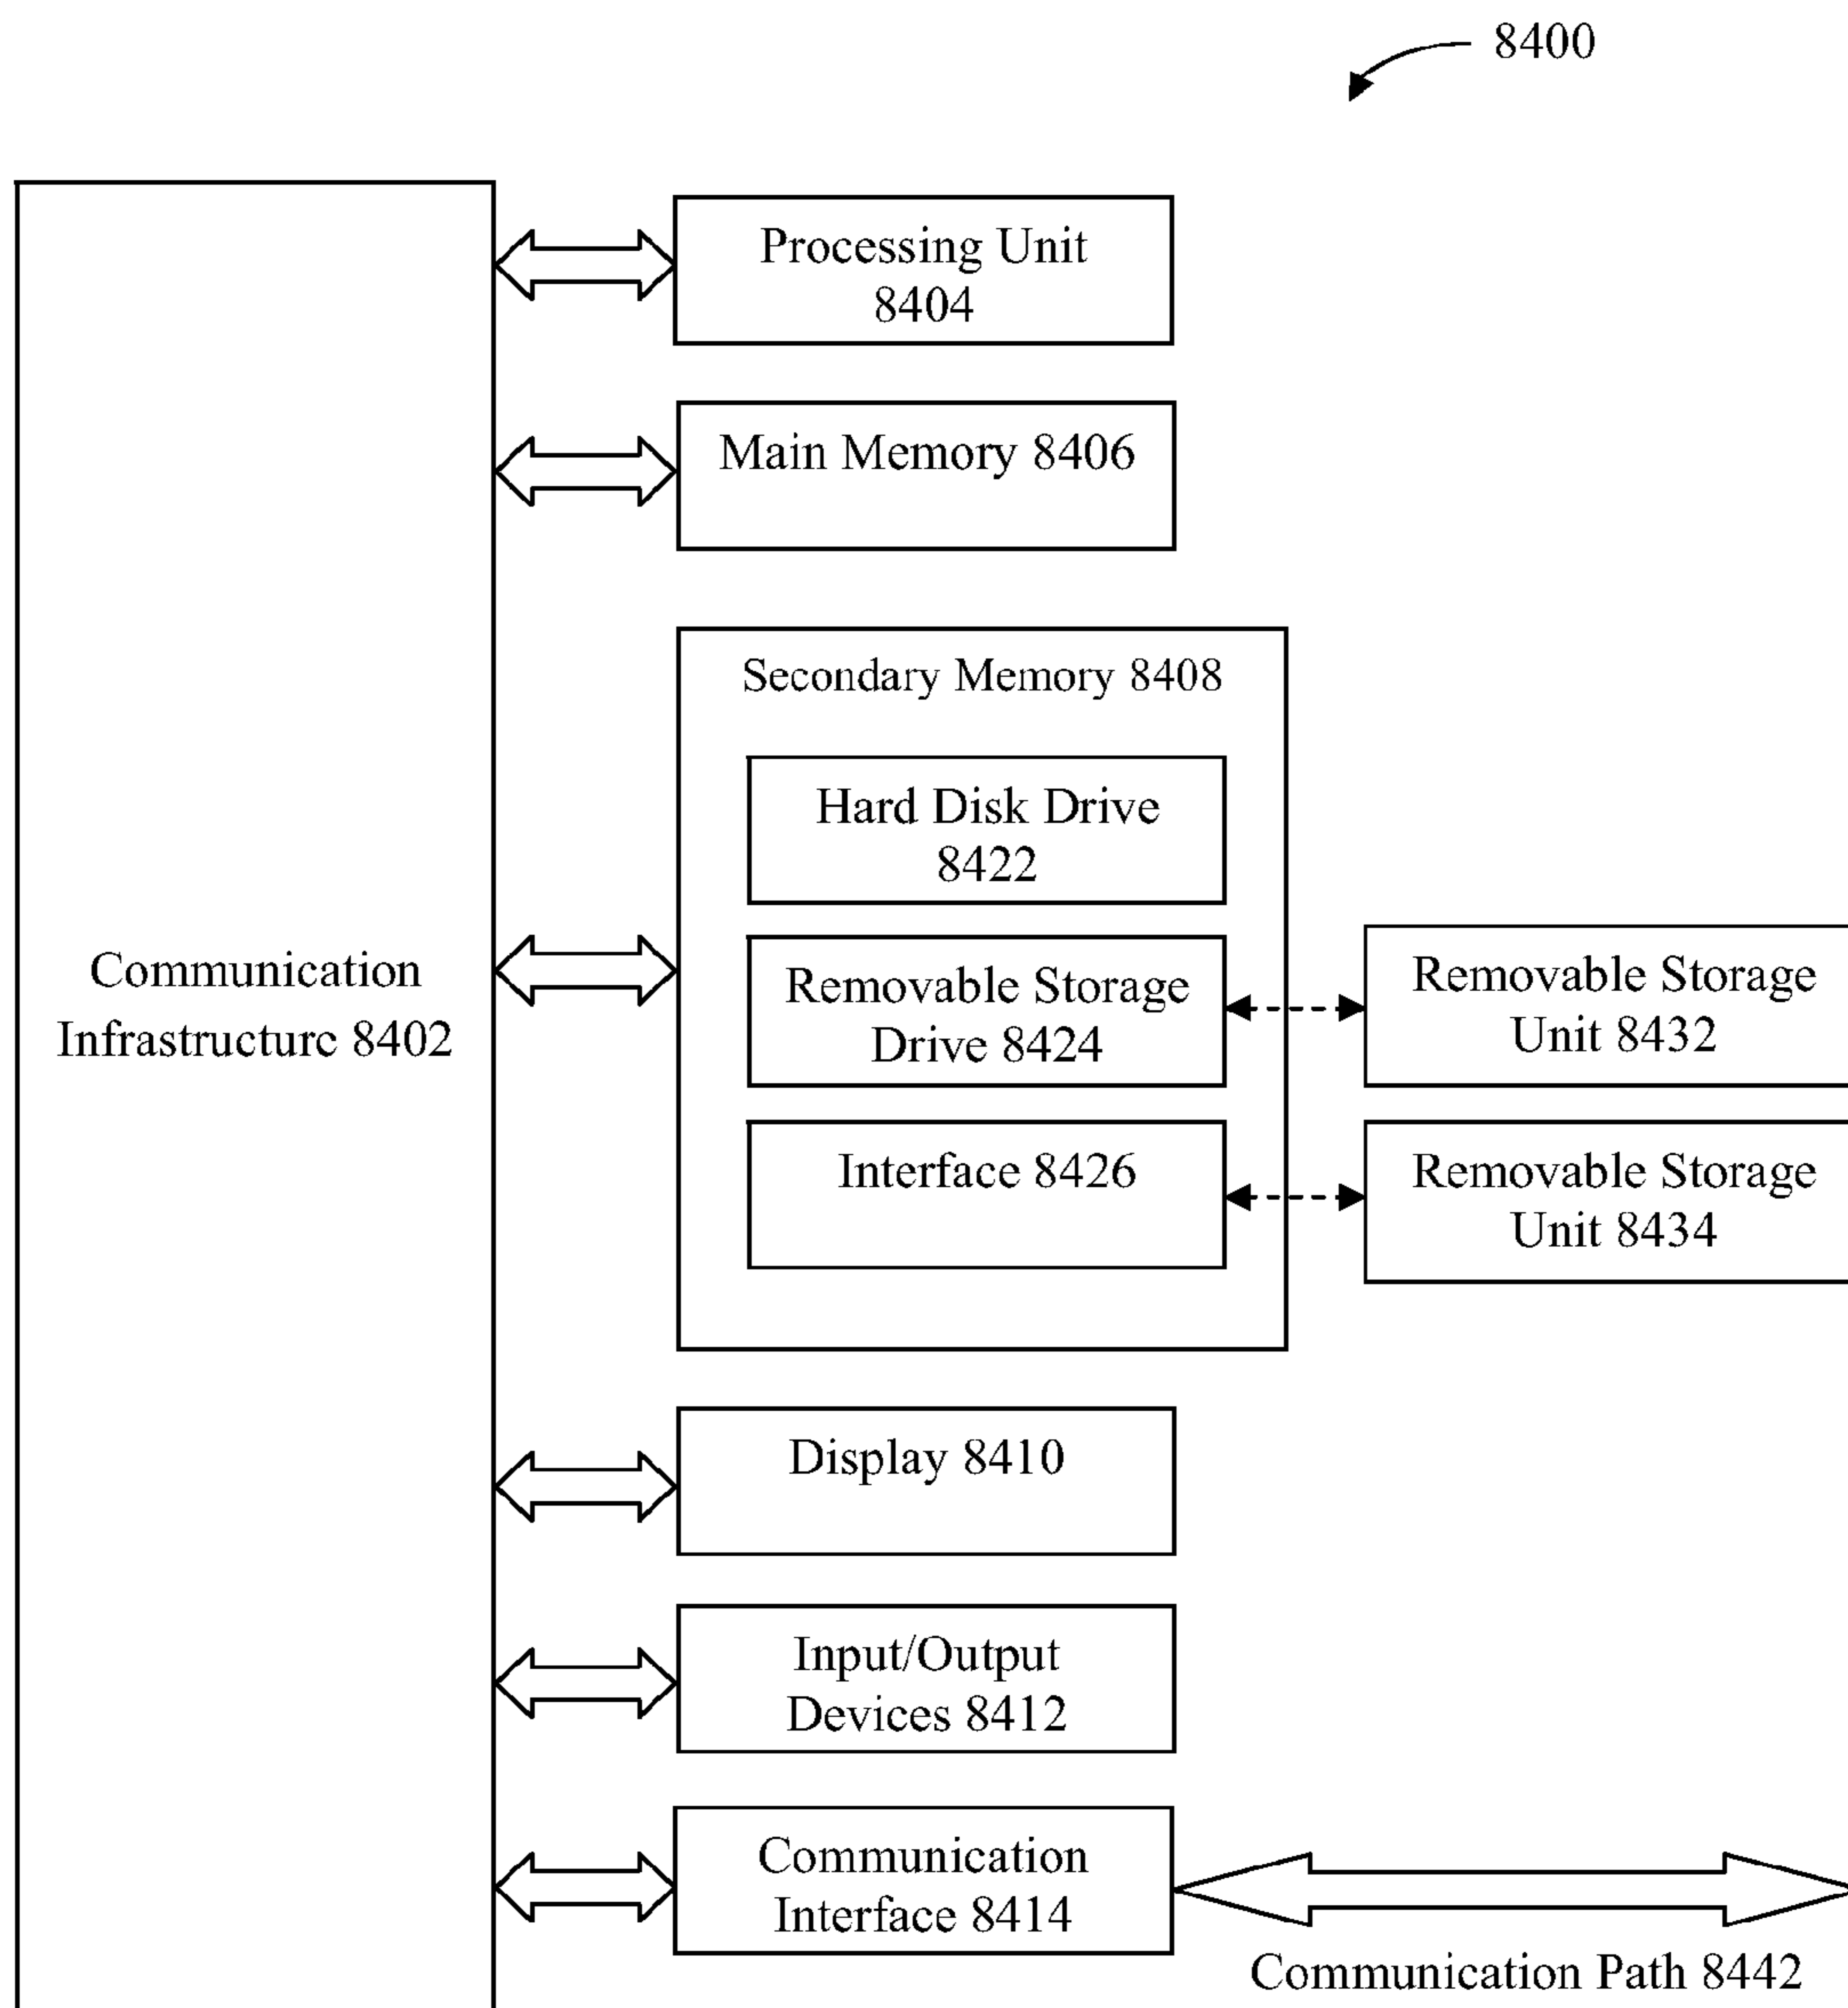 8400
Processing Unit
8404
Main Memory 8406
Secondary Memory 8408
Hard Disk Drive
8422
Communication
Infrastructure 8402
Removable Storage
Drive 8424
Removable Storage
Unit 8432
Interface 8426
Removable Storage
Unit 8434
Display 8410
Input/Output
Devices 8412
Communication
Interface 8414
Communication Path 8442